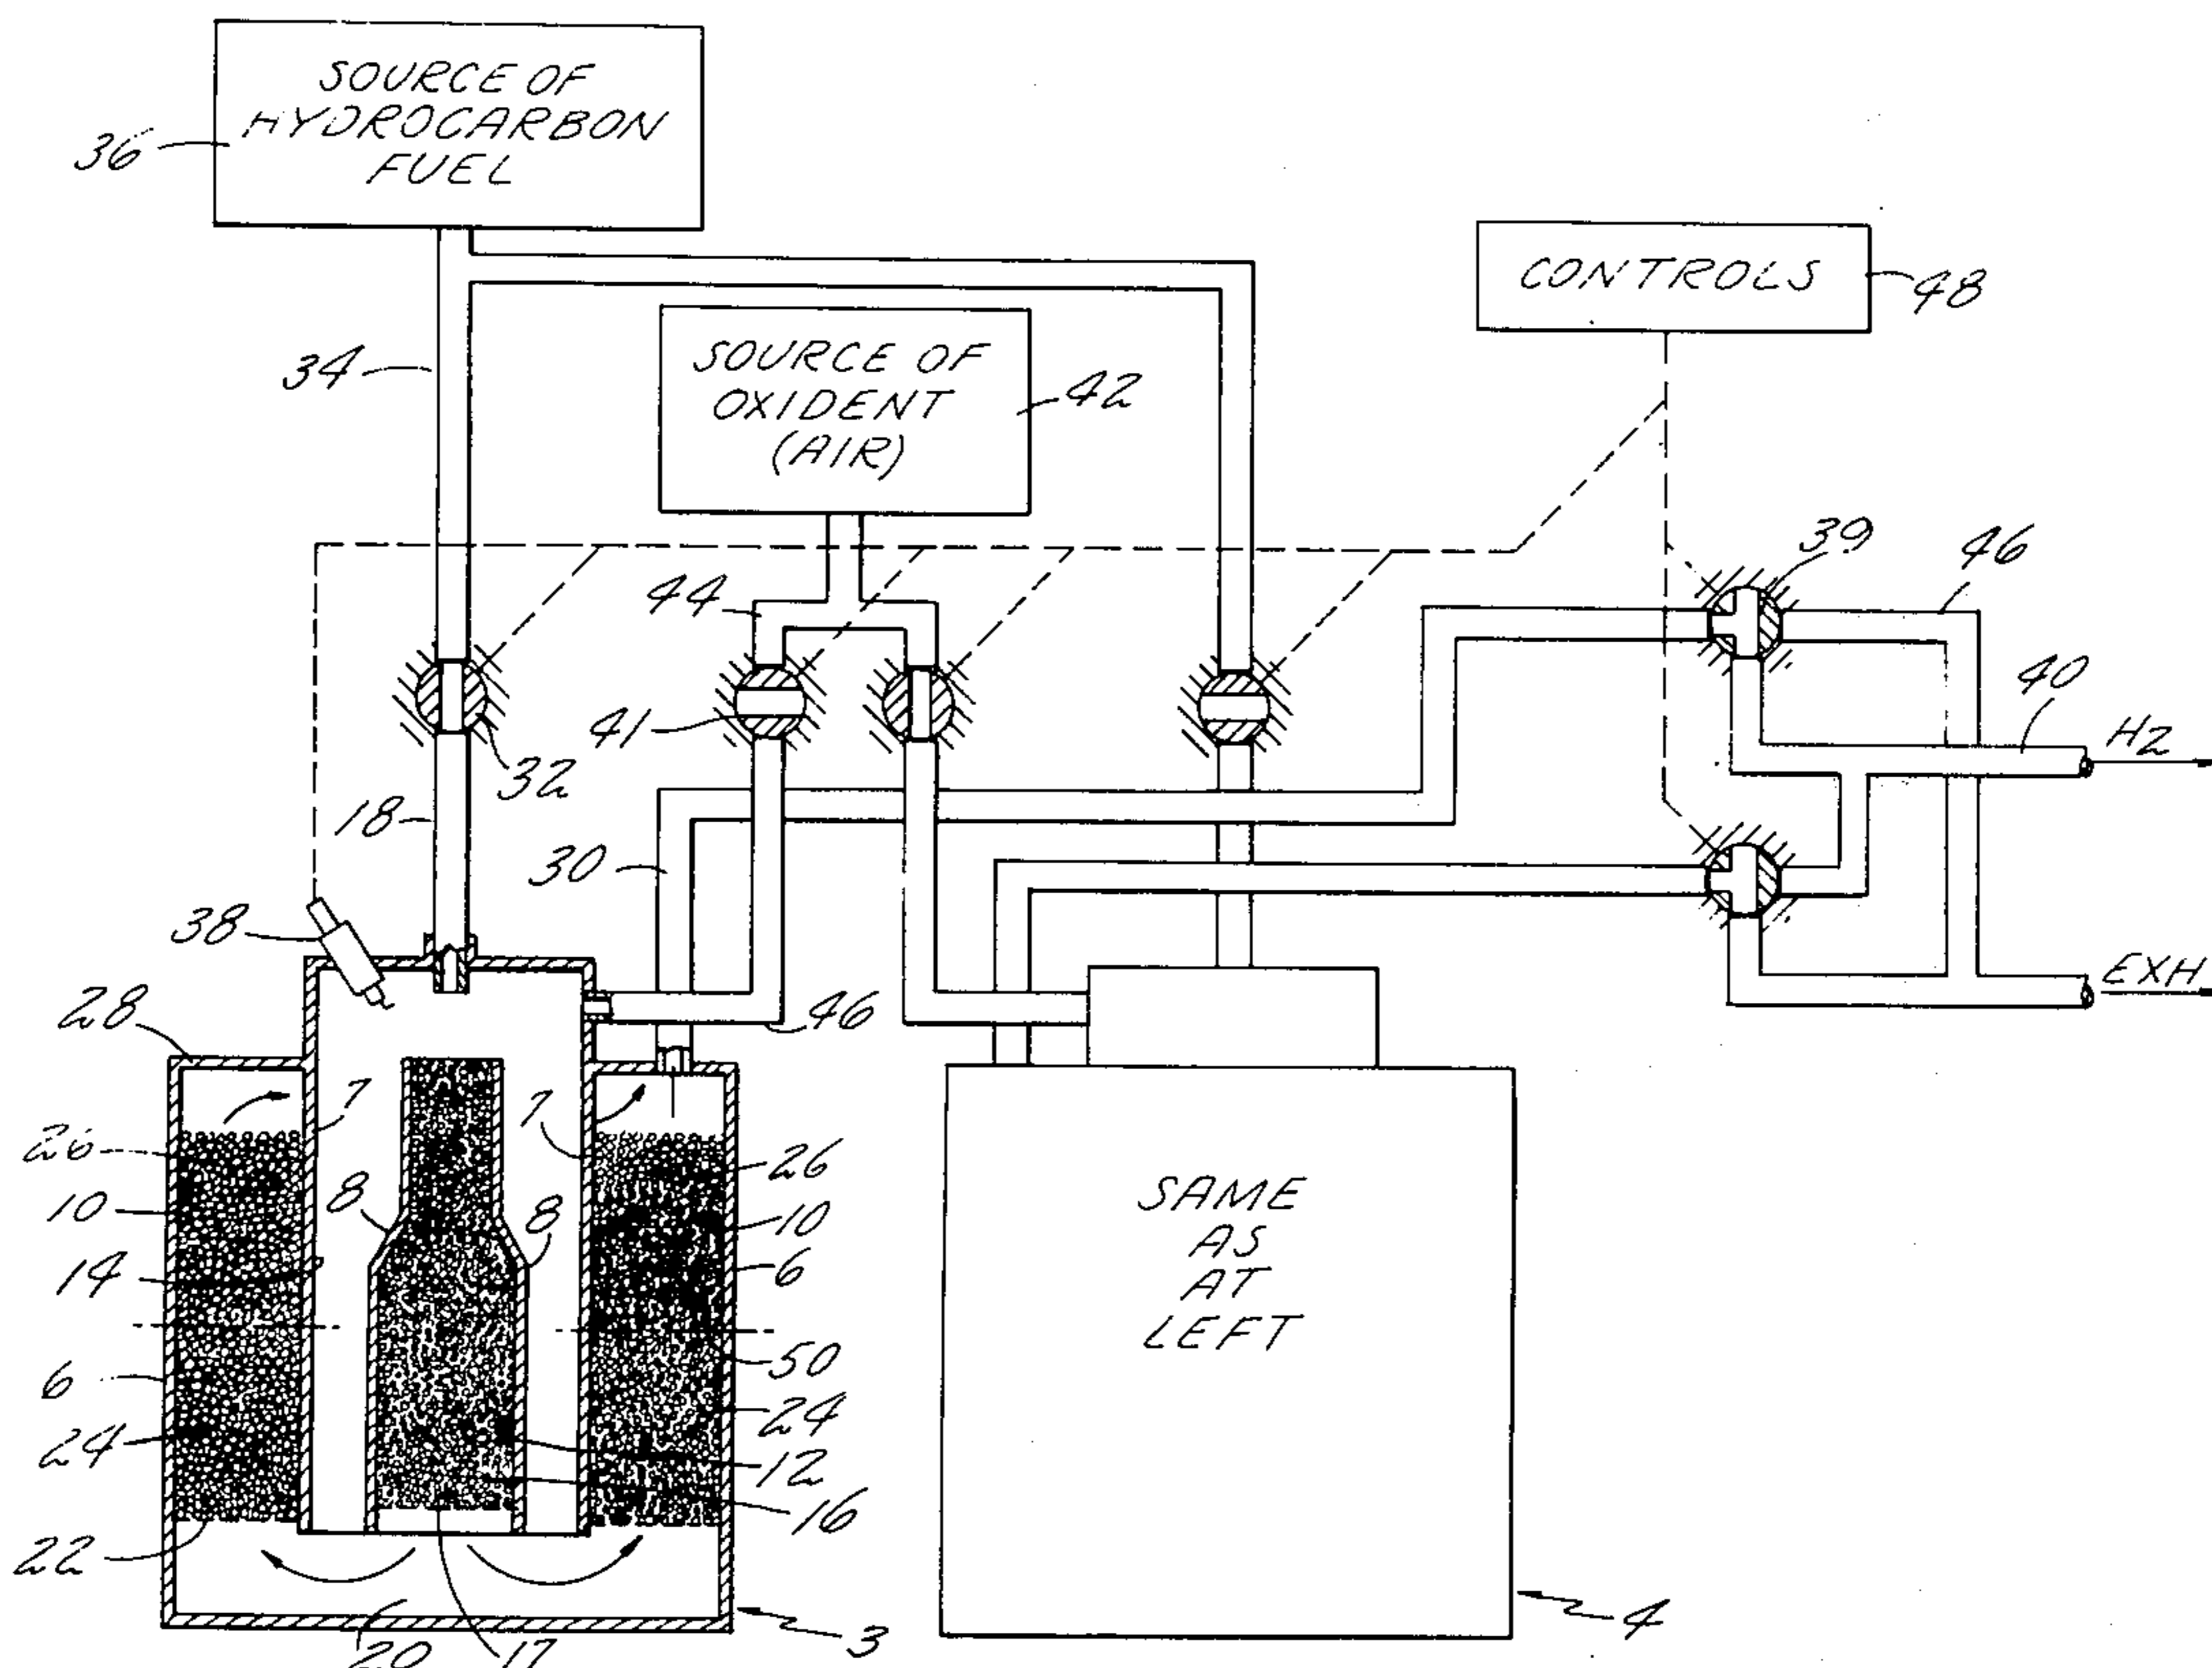 SOURCE OF
HYDROCARBON
FUEL
36
CONTROLS
48
34
SOURCE OF
OXIDENT
(AIR)
42
39
46
44
40
H2
41
32
18
30
38
EXH
28
46
7
7
26
26
8
8
10
10
SAME
AS
AT
LEFT
14
6
50
6
24
24
12
16
22
20
17
3
4